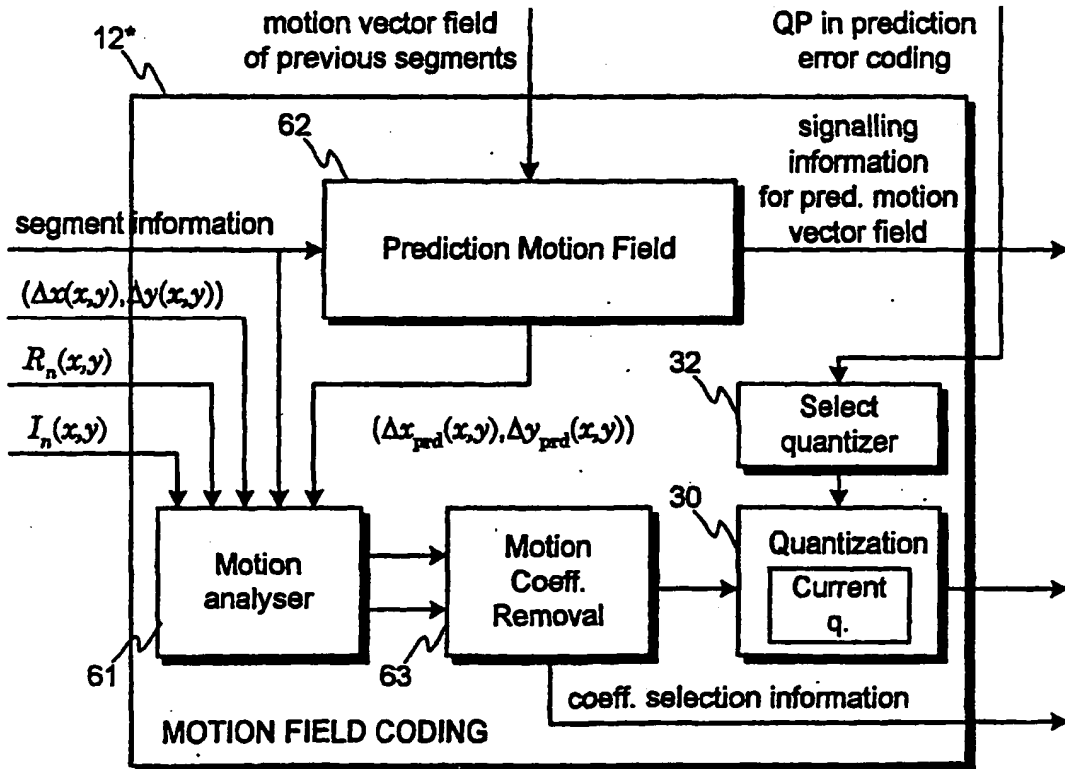 motion vector field
of previous segments
QP in prediction
error coding
12*
62
signalling
information
for pred. motion
vector field
segment information
Prediction Motion Field
(Δx(x,y),Δy(x,y))
R_n(x,y)
32
Select
quantizer
I_n(x,y)
(Δx_prd(x,y),Δy_prd(x,y))
30
Motion
analyser
Motion
Coeff.
Removal
Quantization
Current
q.
61
63
coeff. selection information
MOTION FIELD CODING